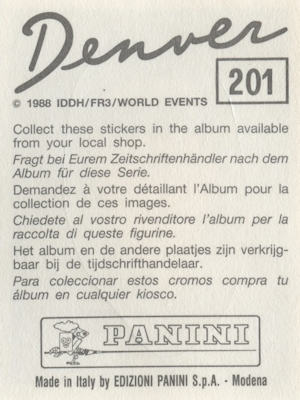 Denver
201
© 1988 IDDH/FR3/WORLD EVENTS
Collect these stickers in the album available
from your local shop.
Fragt bei Eurem Zeitschriftenhändler nach dem
Album für diese Serie.
Demandez à votre détaillant l'Album pour la
collection de ces images.
Chiedete al vostro rivenditore l'album per la
raccolta di queste figurine.
Het album en de andere plaatjes zijn verkrijg-
baar bij de tijdschrifthandelaar.
Para coleccionar estos cromos compra tu
álbum en cualquier kiosco.
PANINI
Made in Italy by EDIZIONI PANINI S.p.A. - Modena